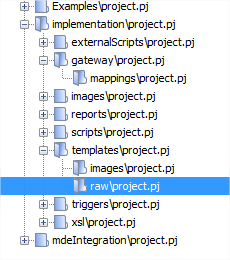 Examples\project.pj
implementation\project.pj
externalScripts\project.pj
gateway\project.pj
mappings\project.pj
images\project.pj
reports\project.pj
scripts\project.pj
templates\project.pj
images\project.pj
raw\project.pj
triggers\project.pj
xsl\project.pj
mdeIntegration\project.pj